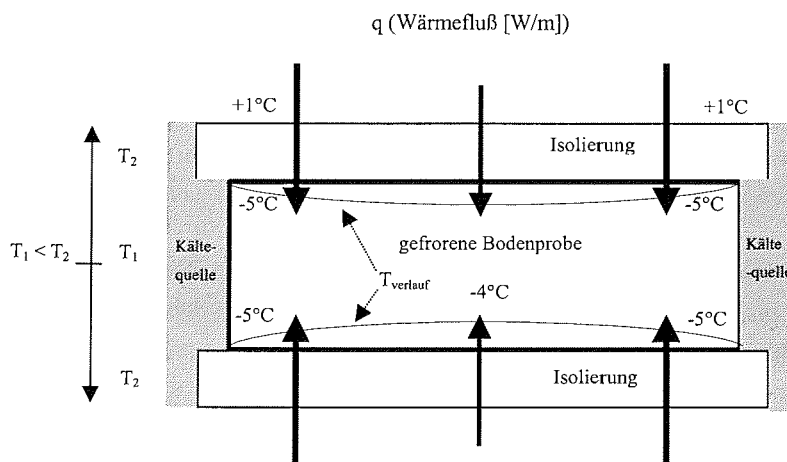 q (Wärmefluß [W/m])
+1°C
+1°C
Isolierung
T₂
-5°C
-5°C
gefrorene Bodenprobe
Kälte-
quelle
Kälte
-quelle
T₁ < T₂
T₁
Tverlauf
-4°C
-5°C
-5°C
T₂
Isolierung